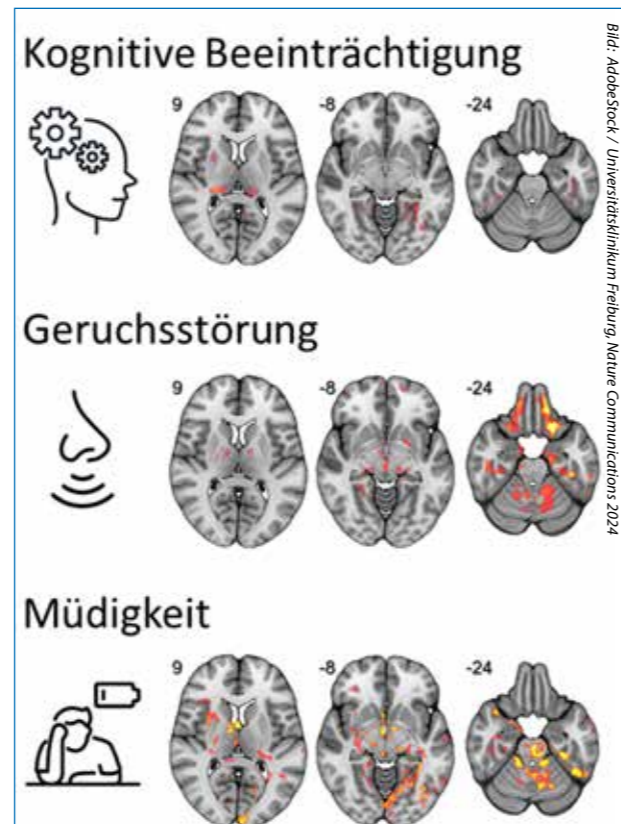 Kognitive Beeinträchtigung
9 -8 -24
Geruchsstörung
9 -8 -24
Müdigkeit
9 -8 -24
Bild: AdobeStock / Universitätsklinikum Freiburg, Nature Communications 2024